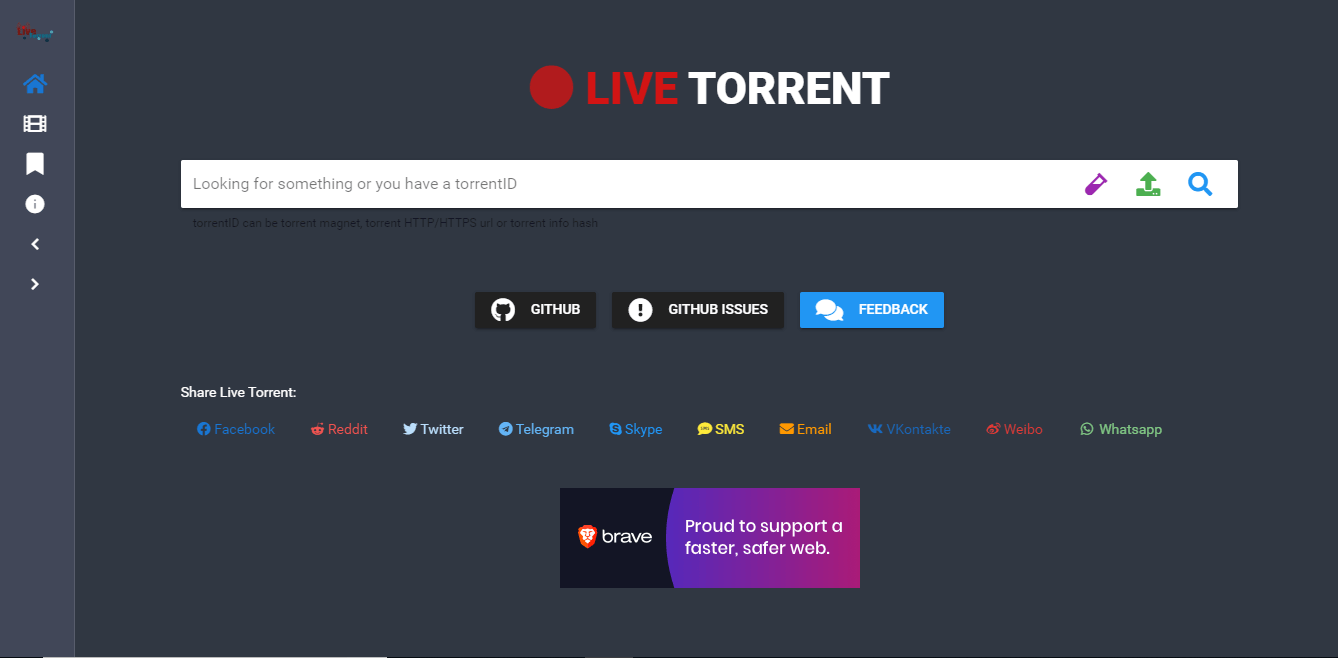 LIVE TORRENT
Looking for something or you have a torrentID
torrentID can be torrent magnet, torrent HTTP/HTTPS url or torrent info hash
GITHUB
GITHUB ISSUES
FEEDBACK
Share Live Torrent:
Facebook
Reddit
Twitter
Telegram
Skype
SMS
Email
VKontakte
Weibo
Whatsapp
brave
Proud to support a
faster, safer web.